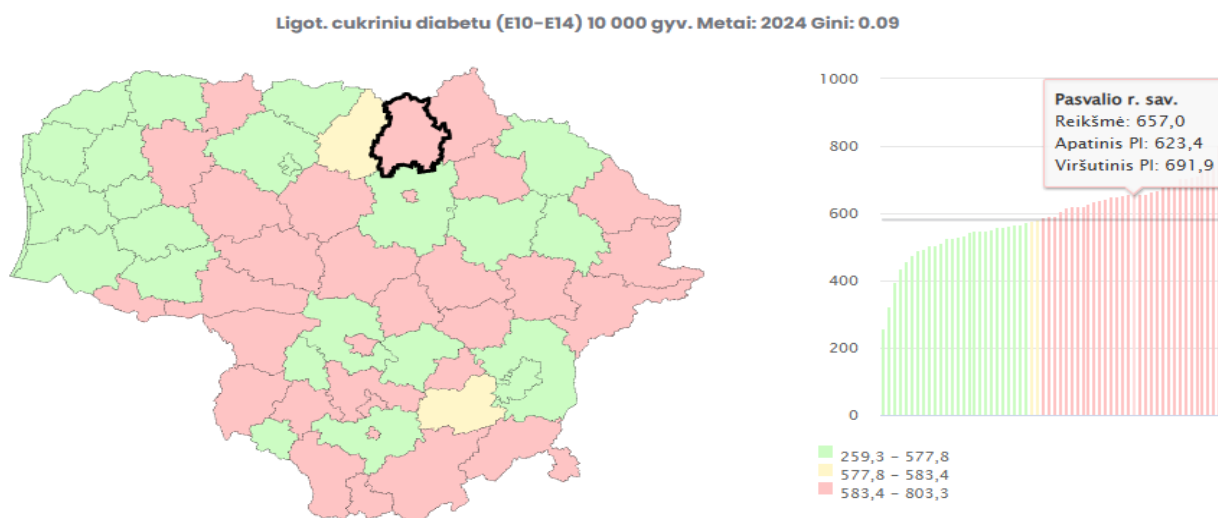 Ligot. cukriniu diabetu (E10-E14) 10 000 gyv. Metai: 2024 Gini: 0.09
1000
800
600
400
200
0
Pasvalio r. sav.
Reikšmė: 657,0
Apatinis PI: 623,4
Viršutinis PI: 691,9
259,3 - 577,8
577,8 - 583,4
583,4 - 803,3